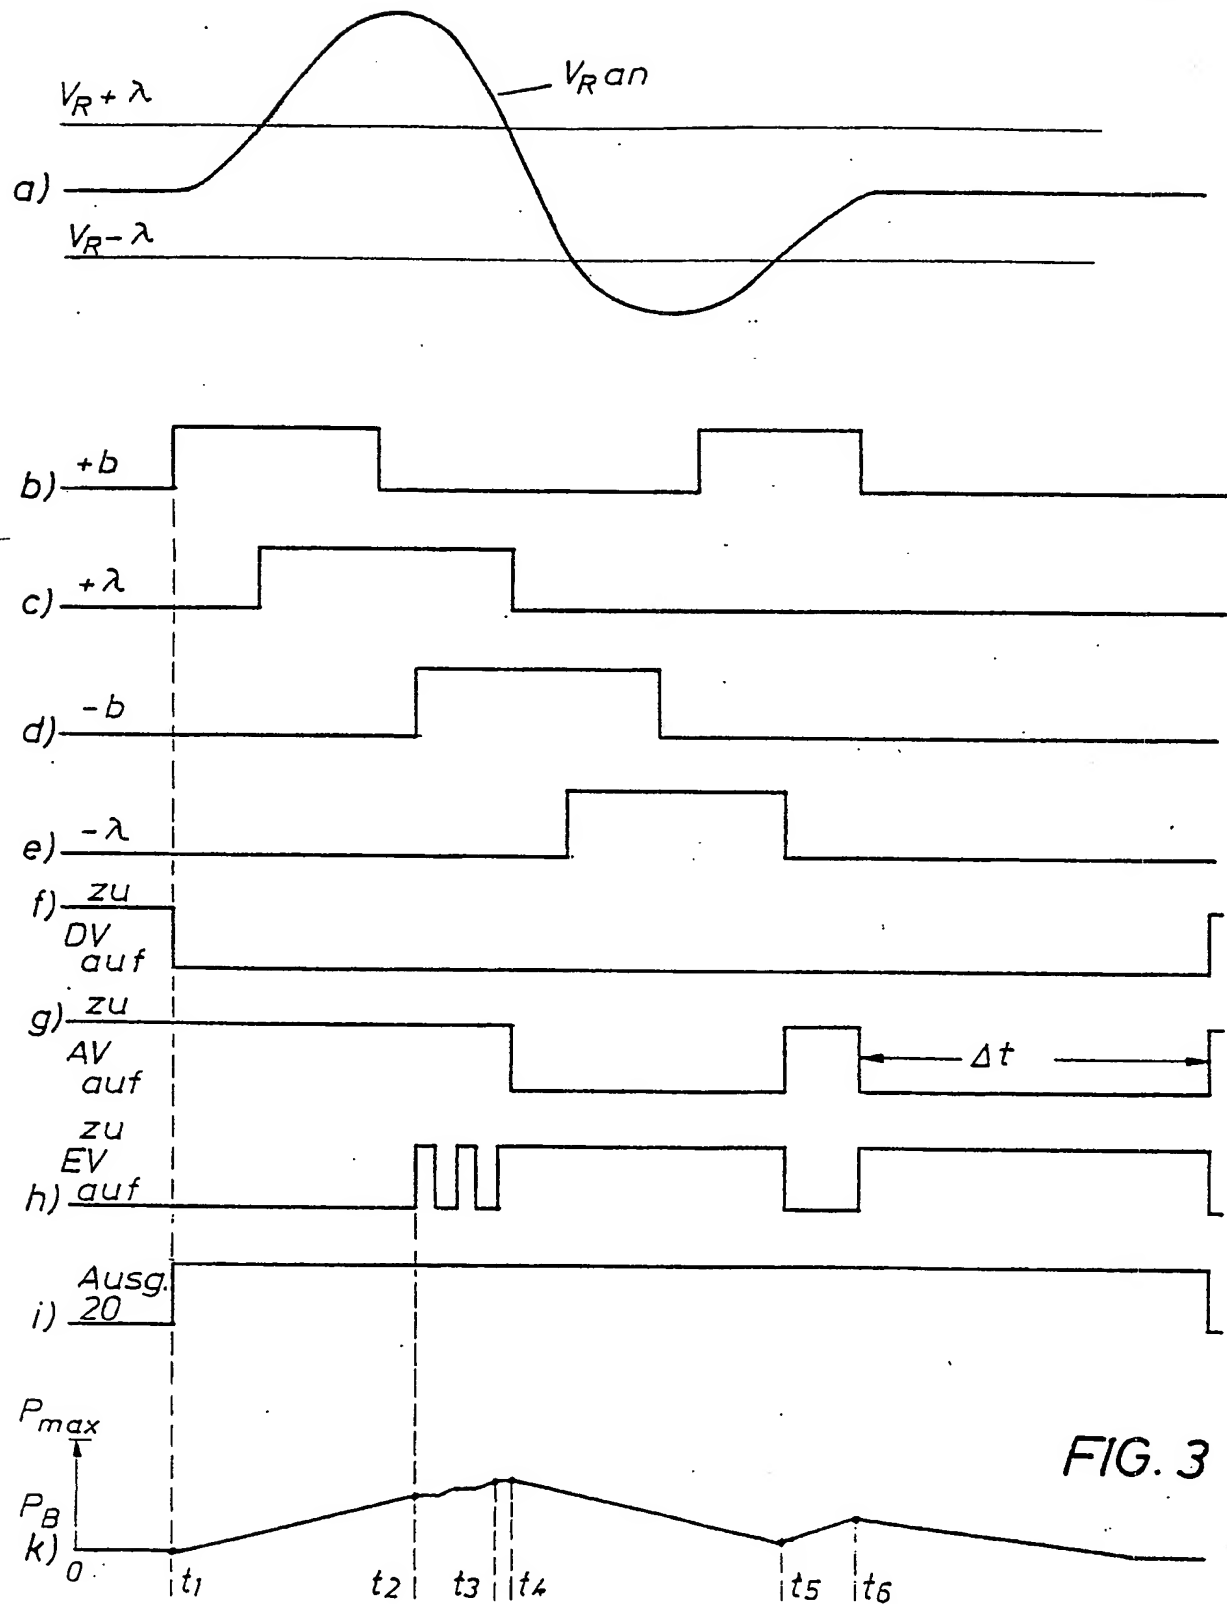 V_R + λ
V_R an
a)
V_R - λ
b) +b
c) +λ
d) -b
e) -λ
f) zu
DV
auf
g) zu
AV
auf
Δt
zu
EV
h) auf
Ausg.
i) 20
P_max
FIG. 3
P_B
k)
0 t1 t2 t3 t4 t5 t6